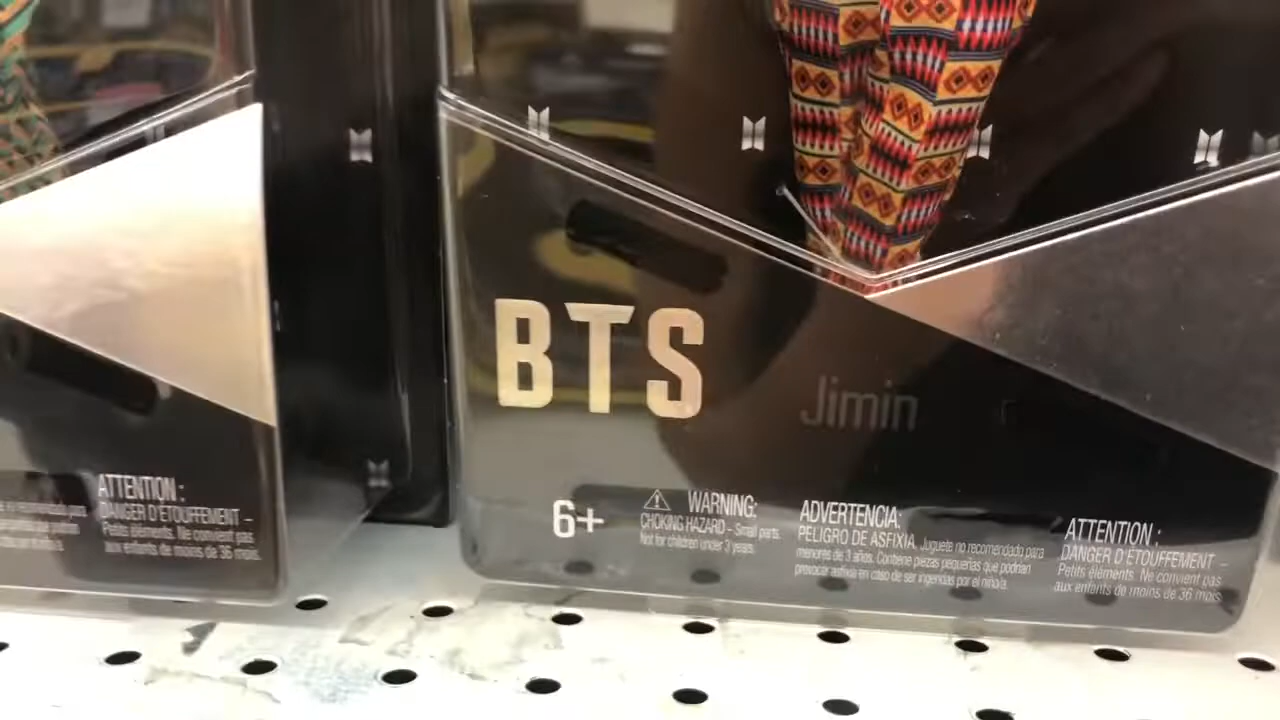 BTS
Jimin
6+
WARNING:
CHOKING HAZARD – Small parts.
Not for children under 3 years.
ADVERTENCIA:
PELIGRO DE ASFIXIA. Juguete no recomendado para
menores de 3 años. Contiene piezas pequeñas que podrían
provocar asfixia en caso de ser ingeridas por el niño/a.
ATTENTION :
DANGER D'ÉTOUFFEMENT –
Petits éléments. Ne convient pas
aux enfants de moins de 36 mois.
ATTENTION :
DANGER D'ÉTOUFFEMENT –
Petits éléments. Ne convient pas
aux enfants de moins de 36 mois.